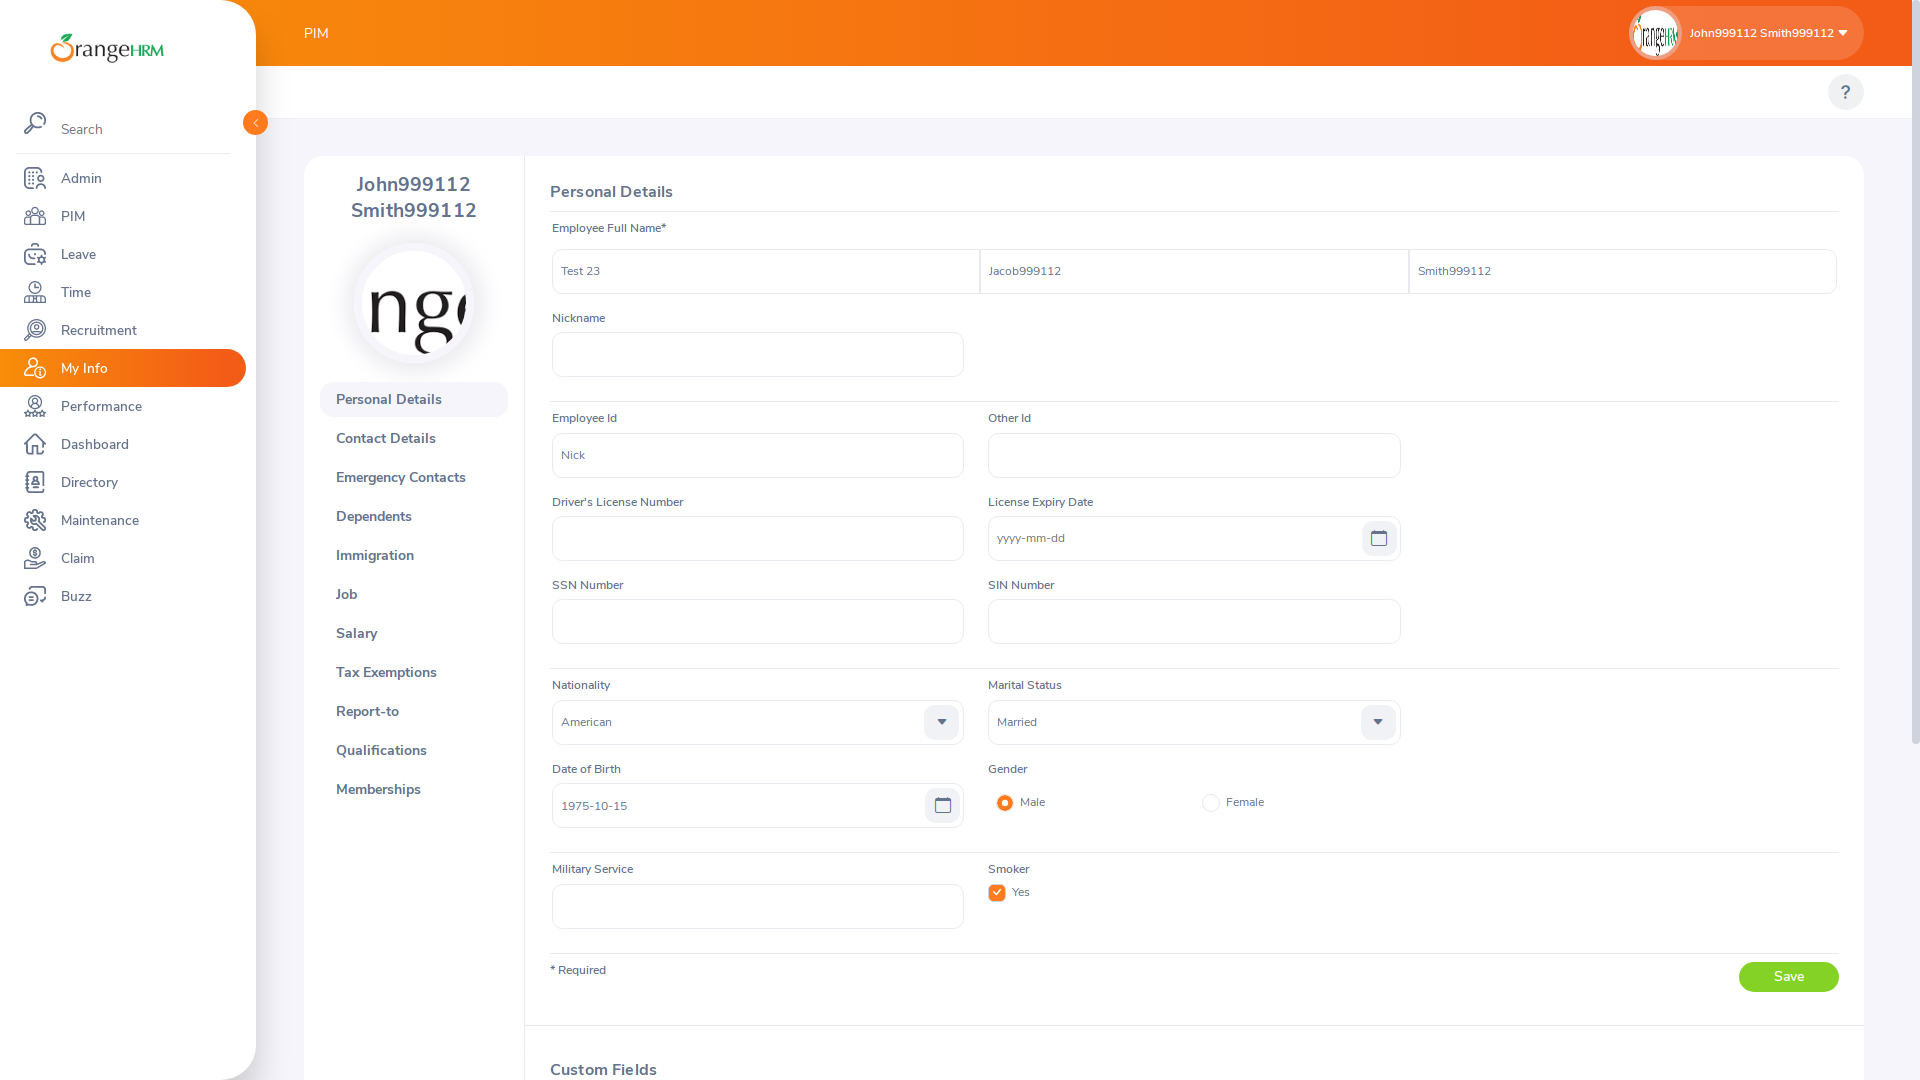 OrangeHRM
PIM
John999112 Smith999112
?
Search
Admin
PIM
Leave
Time
Recruitment
My Info
Performance
Dashboard
Directory
Maintenance
Claim
Buzz
John999112
Smith999112
Personal Details
Contact Details
Emergency Contacts
Dependents
Immigration
Job
Salary
Tax Exemptions
Report-to
Qualifications
Memberships
Personal Details
Employee Full Name*
Test 23 Jacob999112 Smith999112
Nickname
Employee Id Other Id
Nick
Driver's License Number License Expiry Date
yyyy-mm-dd
SSN Number SIN Number
Nationality Marital Status
American Married
Date of Birth Gender
1975-10-15 Male Female
Military Service Smoker
Yes
* Required Save
Custom Fields